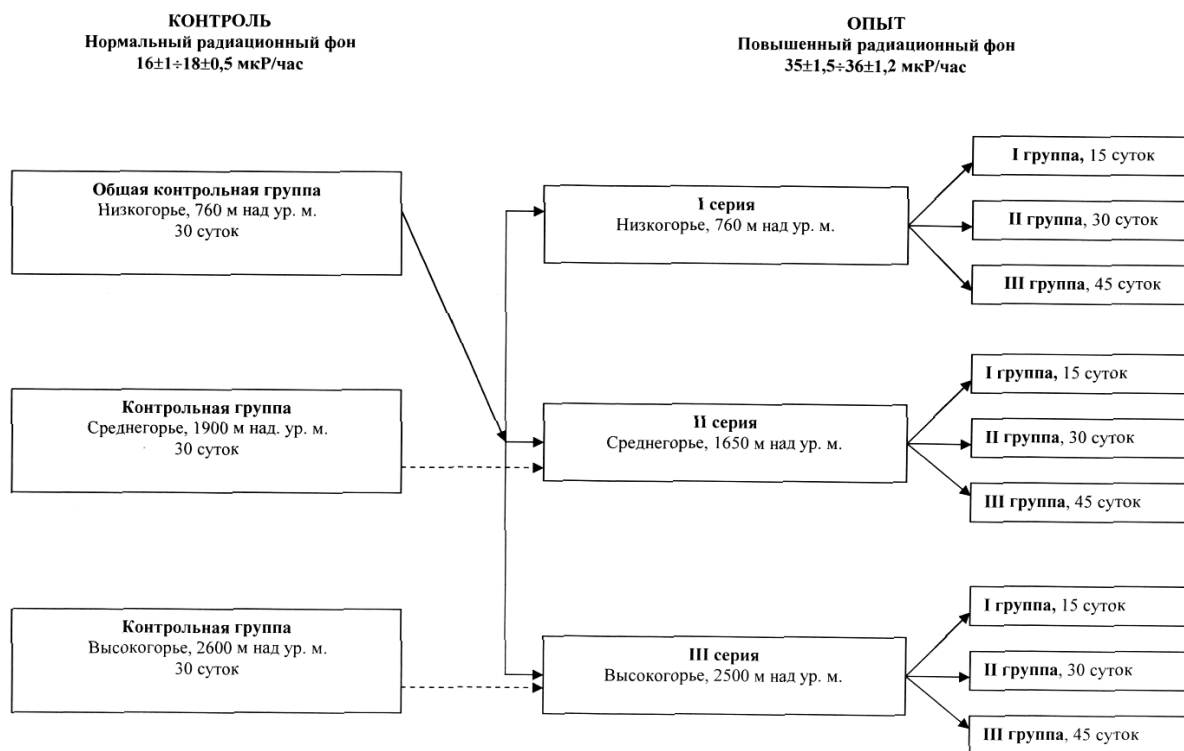 КОНТРОЛЬ
Нормальный радиационный фон
16±1÷18±0,5 мкР/час
ОПЫТ
Повышенный радиационный фон
35±1,5÷36±1,2 мкР/час
Общая контрольная группа
Низкогорье, 760 м над ур. м.
30 суток
I серия
Низкогорье, 760 м над ур. м.
I группа, 15 суток
II группа, 30 суток
III группа, 45 суток
Контрольная группа
Среднегорье, 1900 м над. ур. м.
30 суток
II серия
Среднегорье, 1650 м над ур. м.
I группа, 15 суток
II группа, 30 суток
III группа, 45 суток
Контрольная группа
Высокогорье, 2600 м над ур. м.
30 суток
III серия
Высокогорье, 2500 м над ур. м.
I группа, 15 суток
II группа, 30 суток
III группа, 45 суток